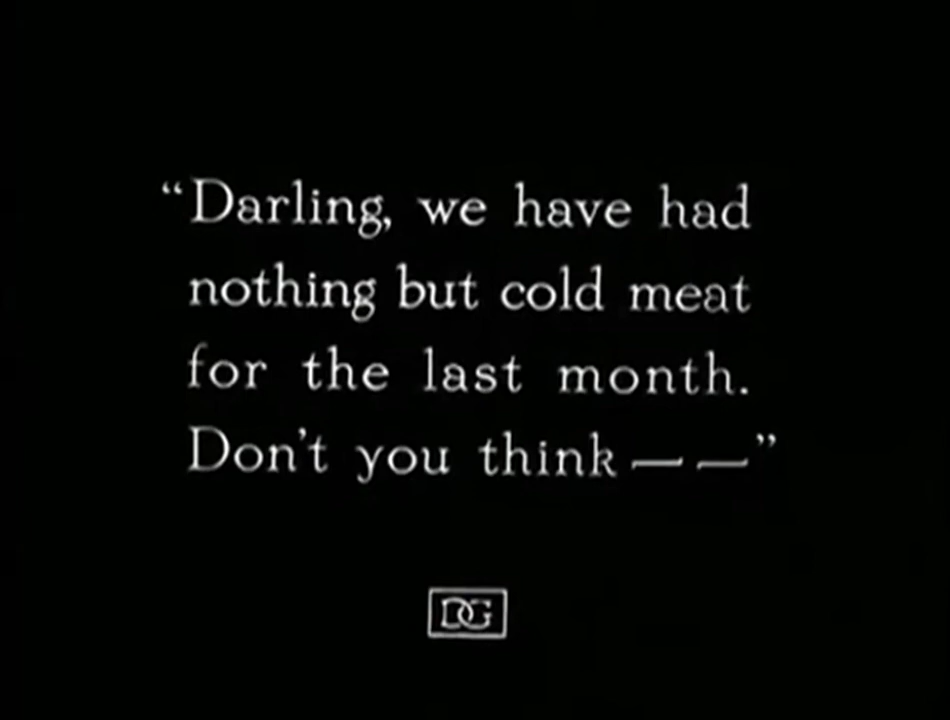 “Darling, we have had
nothing but cold meat
for the last month.
Don't you think — —”
DG